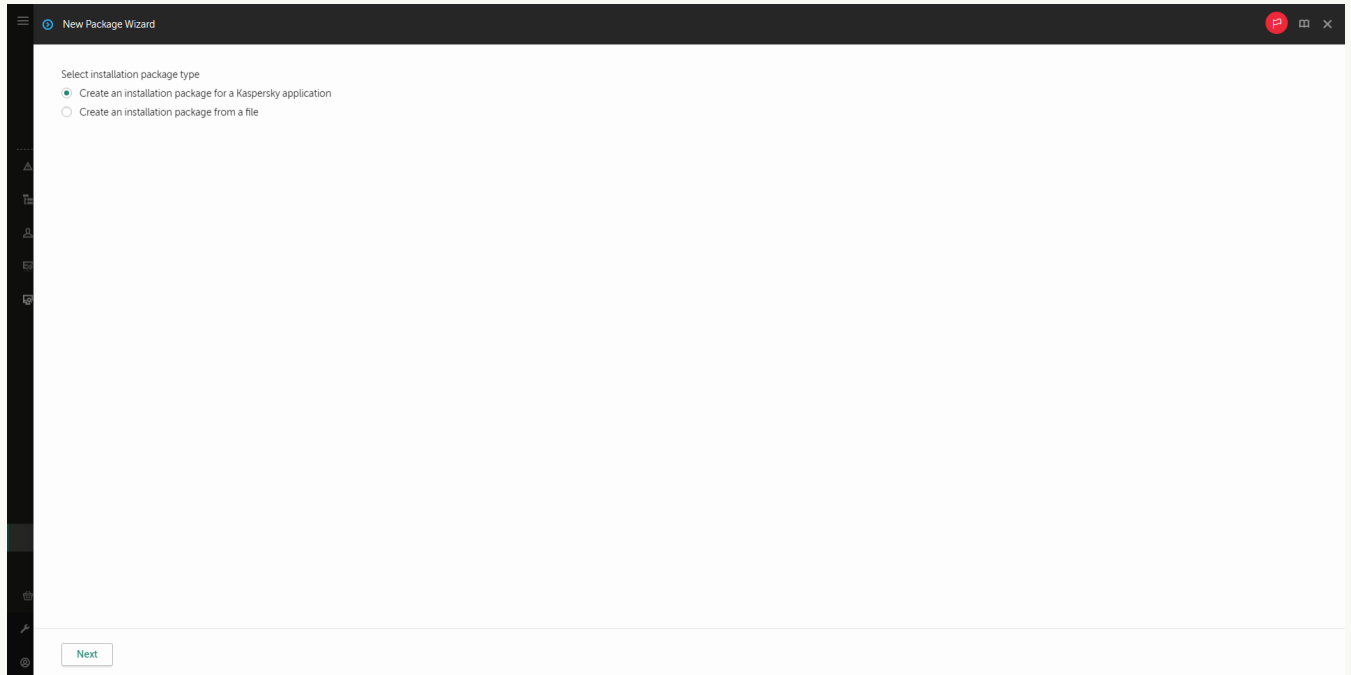 New Package Wizard
Select installation package type
Create an installation package for a Kaspersky application
Create an installation package from a file
Next